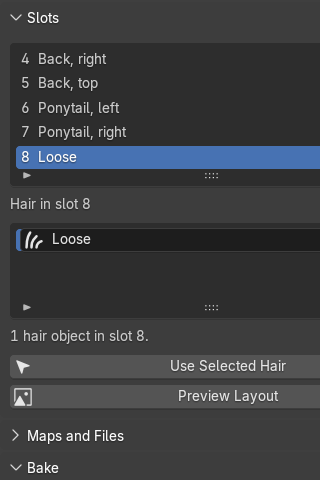 Slots
4 Back, right
5 Back, top
6 Ponytail, left
7 Ponytail, right
8 Loose
Hair in slot 8
Loose
1 hair object in slot 8.
Use Selected Hair
Preview Layout
Maps and Files
Bake